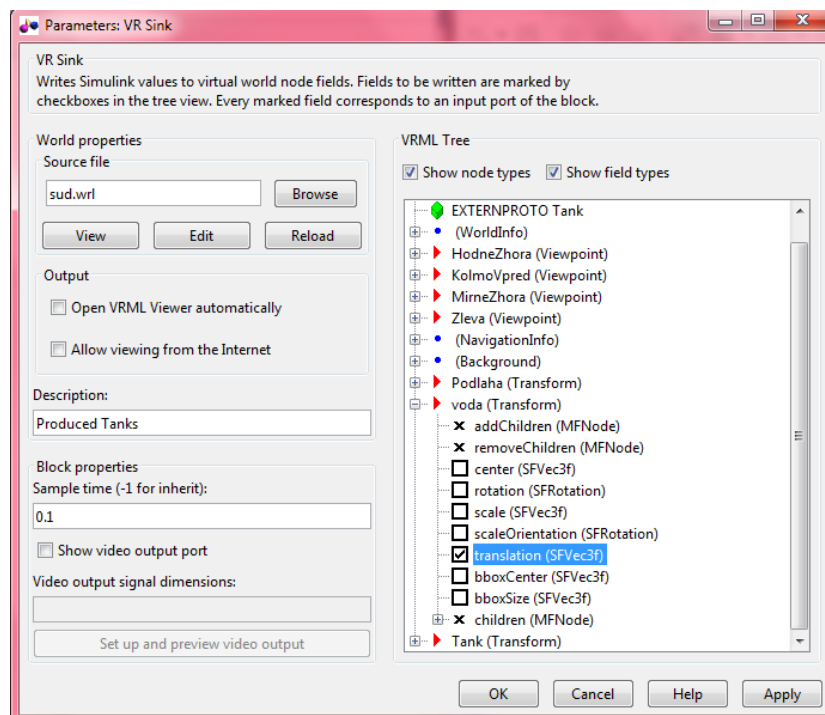 Parameters: VR Sink
VR Sink
Writes Simulink values to virtual world node fields. Fields to be written are marked by
checkboxes in the tree view. Every marked field corresponds to an input port of the block.
World properties
Source file
sud.wrl
Browse
View
Edit
Reload
Output
Open VRML Viewer automatically
Allow viewing from the Internet
Description:
Produced Tanks
Block properties
Sample time (-1 for inherit):
0.1
Show video output port
Video output signal dimensions:
Set up and preview video output
VRML Tree
Show node types
Show field types
EXTERNPROTO Tank
(WorldInfo)
HodneZhora (Viewpoint)
KolmoVpred (Viewpoint)
MirneZhora (Viewpoint)
Zleva (Viewpoint)
(NavigationInfo)
(Background)
Podlaha (Transform)
voda (Transform)
addChildren (MFNode)
removeChildren (MFNode)
center (SFVec3f)
rotation (SFRotation)
scale (SFVec3f)
scaleOrientation (SFRotation)
translation (SFVec3f)
bboxCenter (SFVec3f)
bboxSize (SFVec3f)
children (MFNode)
Tank (Transform)
OK
Cancel
Help
Apply